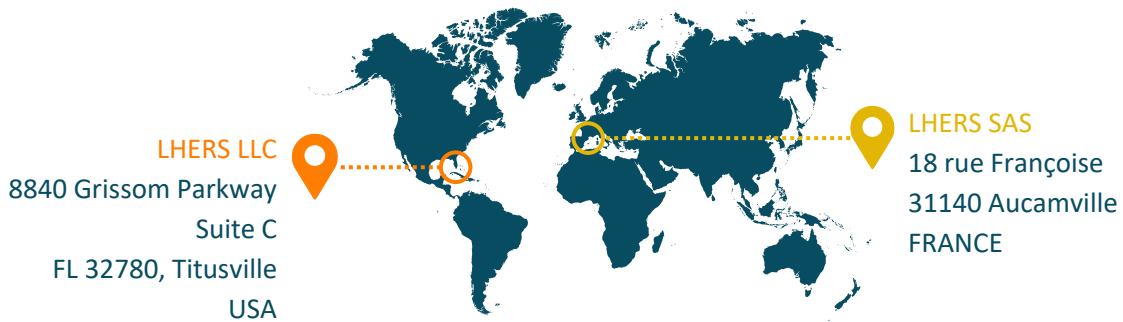 LHERS LLC
8840 Grissom Parkway
Suite C
FL 32780, Titusville
USA
LHERS SAS
18 rue Françoise
31140 Aucamville
FRANCE